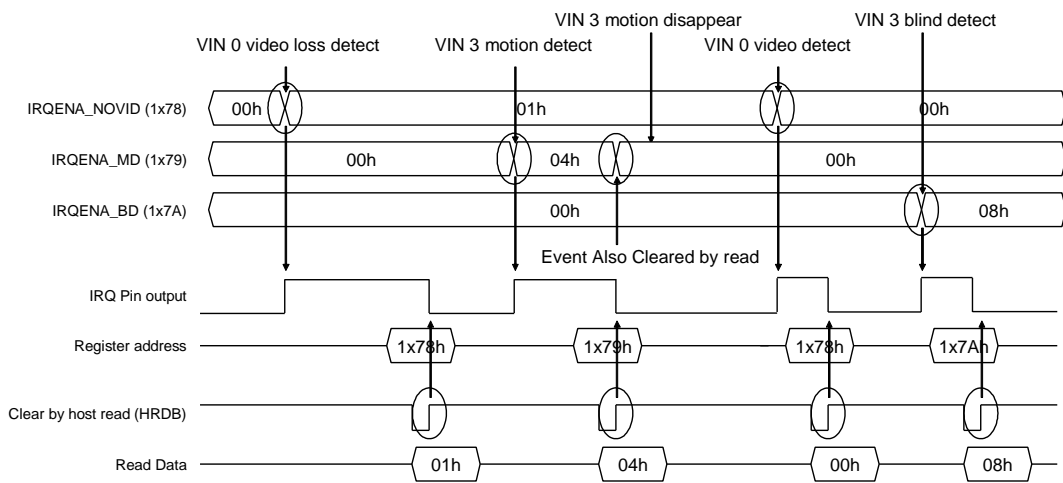 VIN 3 motion disappear
VIN 3 blind detect
VIN 0 video loss detect
VIN 3 motion detect
VIN 0 video detect
IRQENA_NOVID (1x78)
00h
01h
00h
IRQENA_MD (1x79)
00h
04h
00h
IRQENA_BD (1x7A)
00h
08h
Event Also Cleared by read
IRQ Pin output
Register address
1x78h
1x79h
1x78h
1x7Ah
Clear by host read (HRDB)
Read Data
01h
04h
00h
08h